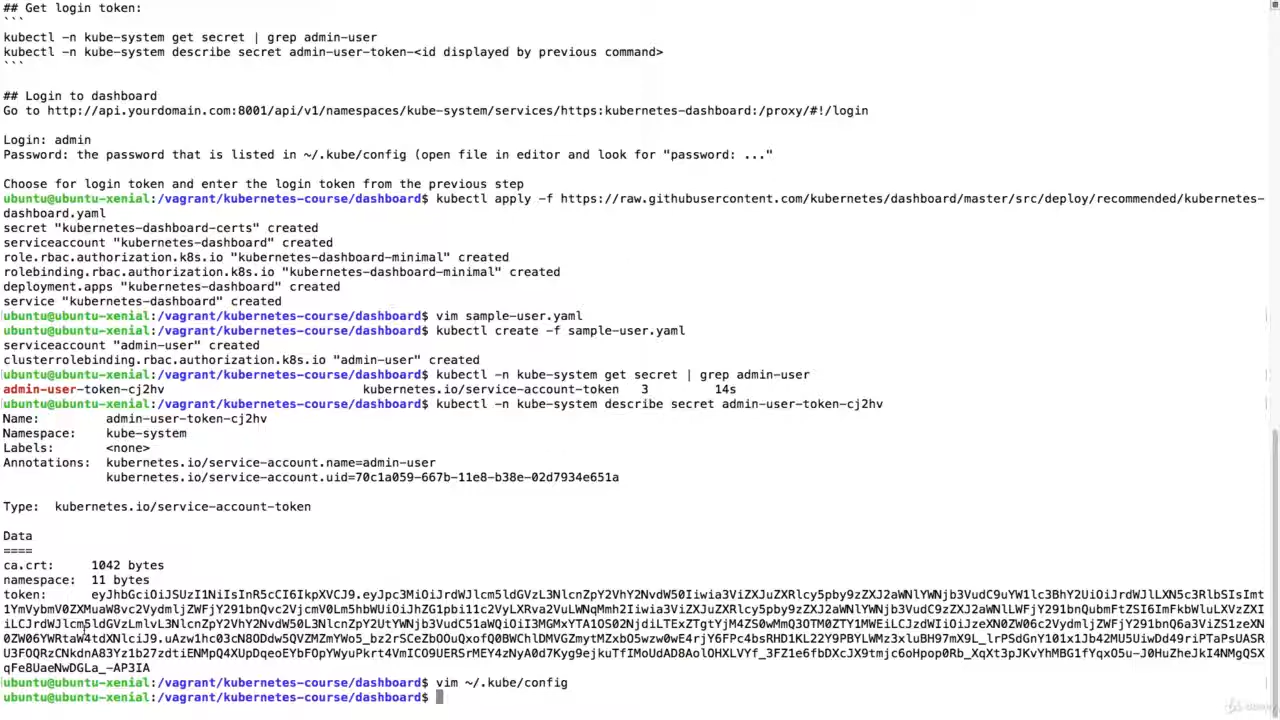 ## Get login token:
```
kubectl -n kube-system get secret | grep admin-user
kubectl -n kube-system describe secret admin-user-token-<id displayed by previous command>
```
## Login to dashboard
Go to http://api.yourdomain.com:8001/api/v1/namespaces/kube-system/services/https:kubernetes-dashboard:/proxy/#!/login
Login: admin
Password: the password that is listed in ~/.kube/config (open file in editor and look for "password: ..."
Choose for login token and enter the login token from the previous step
ubuntu@ubuntu-xenial:/vagrant/kubernetes-course/dashboard$ kubectl apply -f https://raw.githubusercontent.com/kubernetes/dashboard/master/src/deploy/recommended/kubernetes-
dashboard.yaml
secret "kubernetes-dashboard-certs" created
serviceaccount "kubernetes-dashboard" created
role.rbac.authorization.k8s.io "kubernetes-dashboard-minimal" created
rolebinding.rbac.authorization.k8s.io "kubernetes-dashboard-minimal" created
deployment.apps "kubernetes-dashboard" created
service "kubernetes-dashboard" created
ubuntu@ubuntu-xenial:/vagrant/kubernetes-course/dashboard$ vim sample-user.yaml
ubuntu@ubuntu-xenial:/vagrant/kubernetes-course/dashboard$ kubectl create -f sample-user.yaml
serviceaccount "admin-user" created
clusterrolebinding.rbac.authorization.k8s.io "admin-user" created
ubuntu@ubuntu-xenial:/vagrant/kubernetes-course/dashboard$ kubectl -n kube-system get secret | grep admin-user
admin-user-token-cj2hv kubernetes.io/service-account-token 3 14s
ubuntu@ubuntu-xenial:/vagrant/kubernetes-course/dashboard$ kubectl -n kube-system describe secret admin-user-token-cj2hv
Name: admin-user-token-cj2hv
Namespace: kube-system
Labels: <none>
Annotations: kubernetes.io/service-account.name=admin-user
kubernetes.io/service-account.uid=70c1a059-667b-11e8-b38e-02d7934e651a
Type: kubernetes.io/service-account-token
Data
====
ca.crt: 1042 bytes
namespace: 11 bytes
token:
ubuntu@ubuntu-xenial:/vagrant/kubernetes-course/dashboard$ vim ~/.kube/config
ubuntu@ubuntu-xenial:/vagrant/kubernetes-course/dashboard$